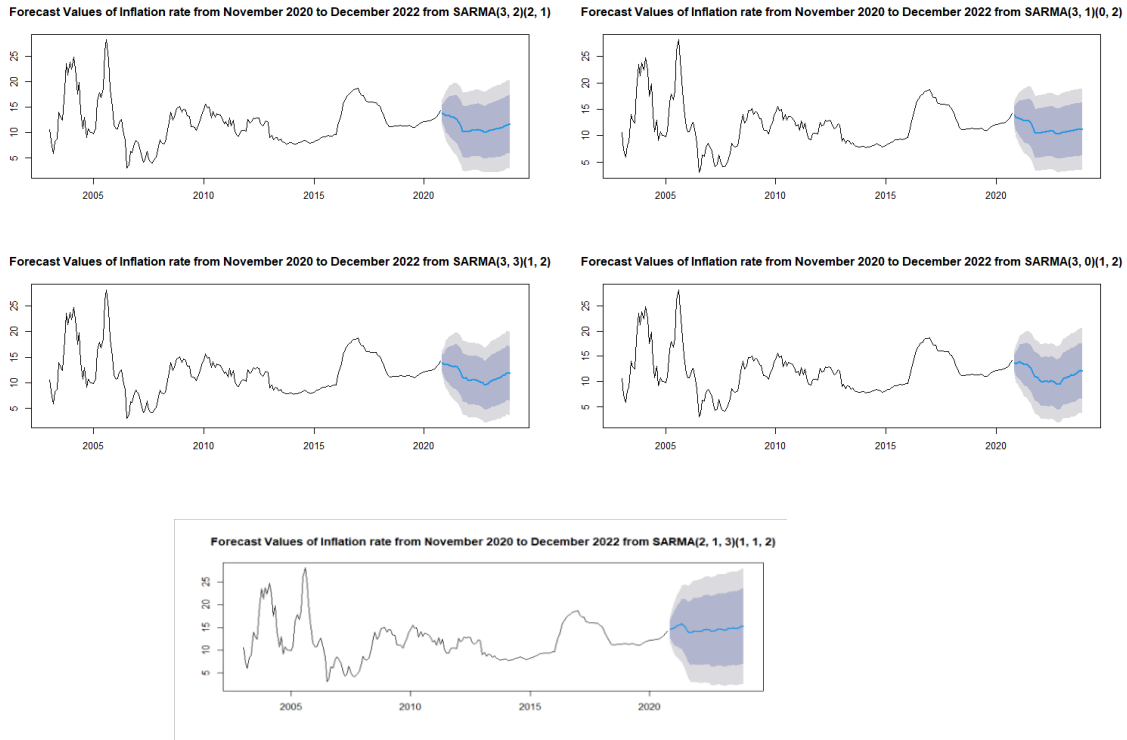 Forecast Values of Inflation rate from November 2020 to December 2022 from SARMA(3, 2)(2, 1)
25
20
15
10
5
2005 2010 2015 2020
Forecast Values of Inflation rate from November 2020 to December 2022 from SARMA(3, 1)(0, 2)
25
20
15
10
5
2005 2010 2015 2020
Forecast Values of Inflation rate from November 2020 to December 2022 from SARMA(3, 3)(1, 2)
25
20
15
10
5
2005 2010 2015 2020
Forecast Values of Inflation rate from November 2020 to December 2022 from SARMA(3, 0)(1, 2)
25
20
15
10
5
2005 2010 2015 2020
Forecast Values of Inflation rate from November 2020 to December 2022 from SARMA(2, 1, 3)(1, 1, 2)
25
20
15
10
5
2005 2010 2015 2020